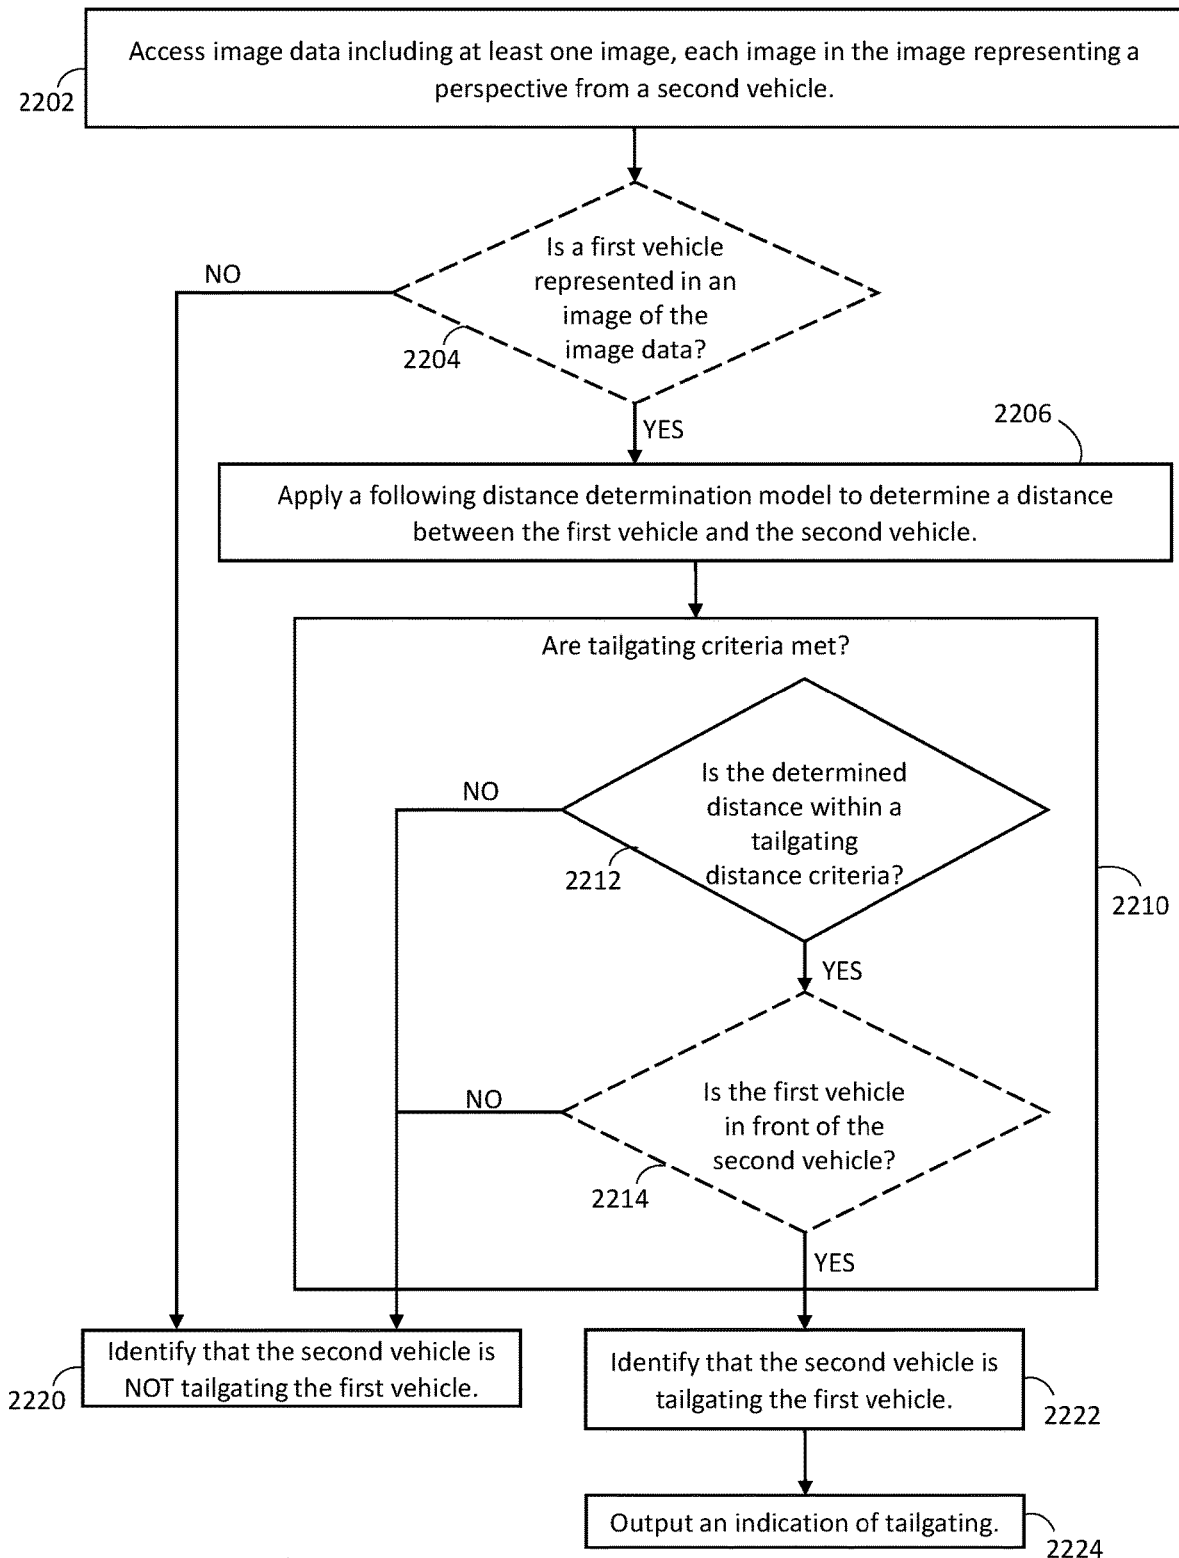 Access image data including at least one image, each image in the image representing a
perspective from a second vehicle.
2202
Is a first vehicle
represented in an
image of the
image data?
NO
2204
YES
2206
Apply a following distance determination model to determine a distance
between the first vehicle and the second vehicle.
Are tailgating criteria met?
Is the determined
distance within a
tailgating
distance criteria?
NO
2212
2210
YES
Is the first vehicle
in front of the
second vehicle?
NO
2214
YES
Identify that the second vehicle is
NOT tailgating the first vehicle.
2220
Identify that the second vehicle is
tailgating the first vehicle.
2222
Output an indication of tailgating.
2224